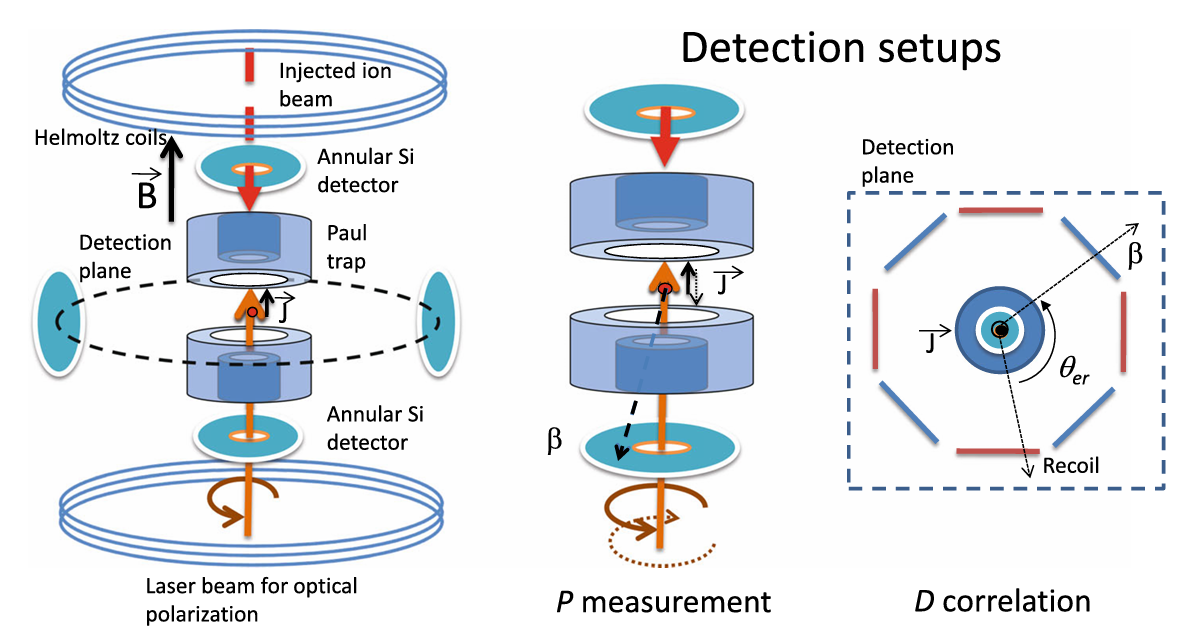 Detection setups
Injected ion
beam
Helmoltz coils
B
Annular Si
detector
Detection
plane
Paul
trap
J
Annular Si
detector
Laser beam for optical
polarization
J
β
P measurement
Detection
plane
β
J
θer
Recoil
D correlation